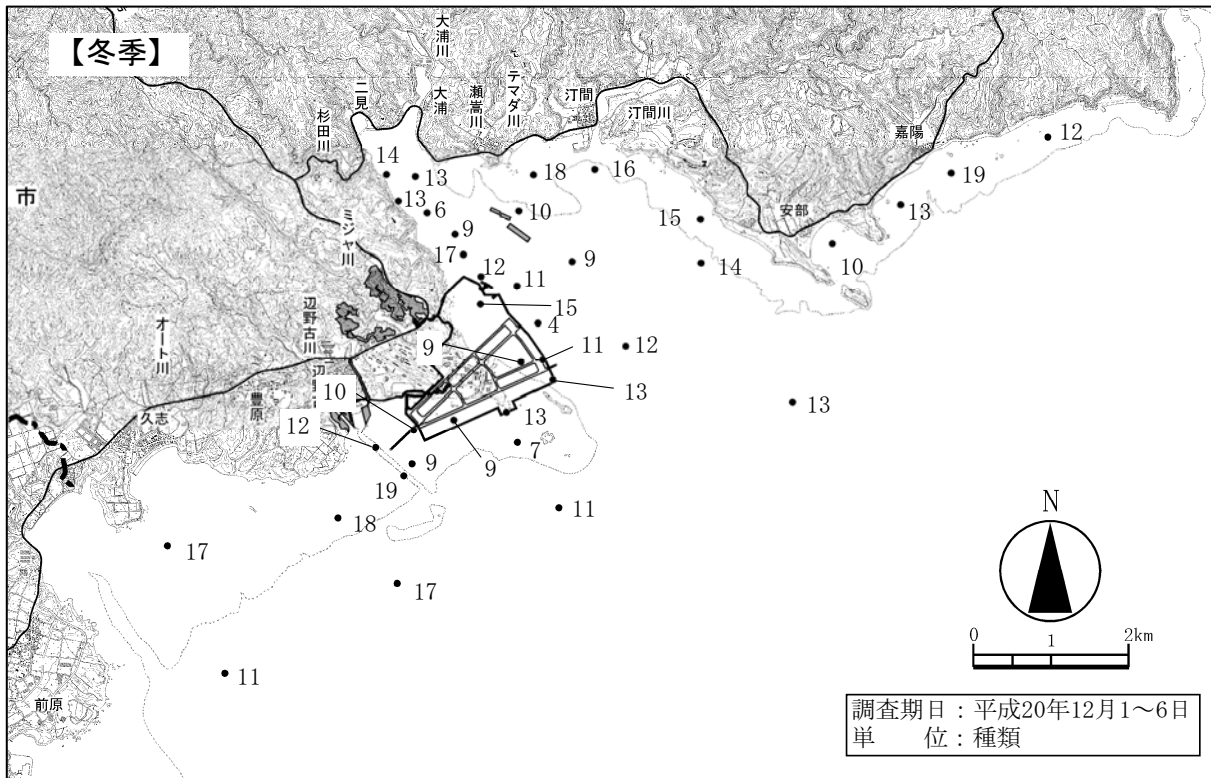 【冬季】
大浦川
二見
大浦
瀬嵩川
テマダ川
汀間
汀間川
杉田川
嘉陽
12
14
13
18
16
19
市
13
6
10
15
安部
13
ミジャ川
9
17
9
14
10
12
11
辺野古川
15
オート川
4
9
11
12
10
13
13
豊原
久志
12
13
7
9
9
19
18
11
N
17
17
0 1 2km
11
前原
調査期日：平成20年12月1～6日
単　　位：種類